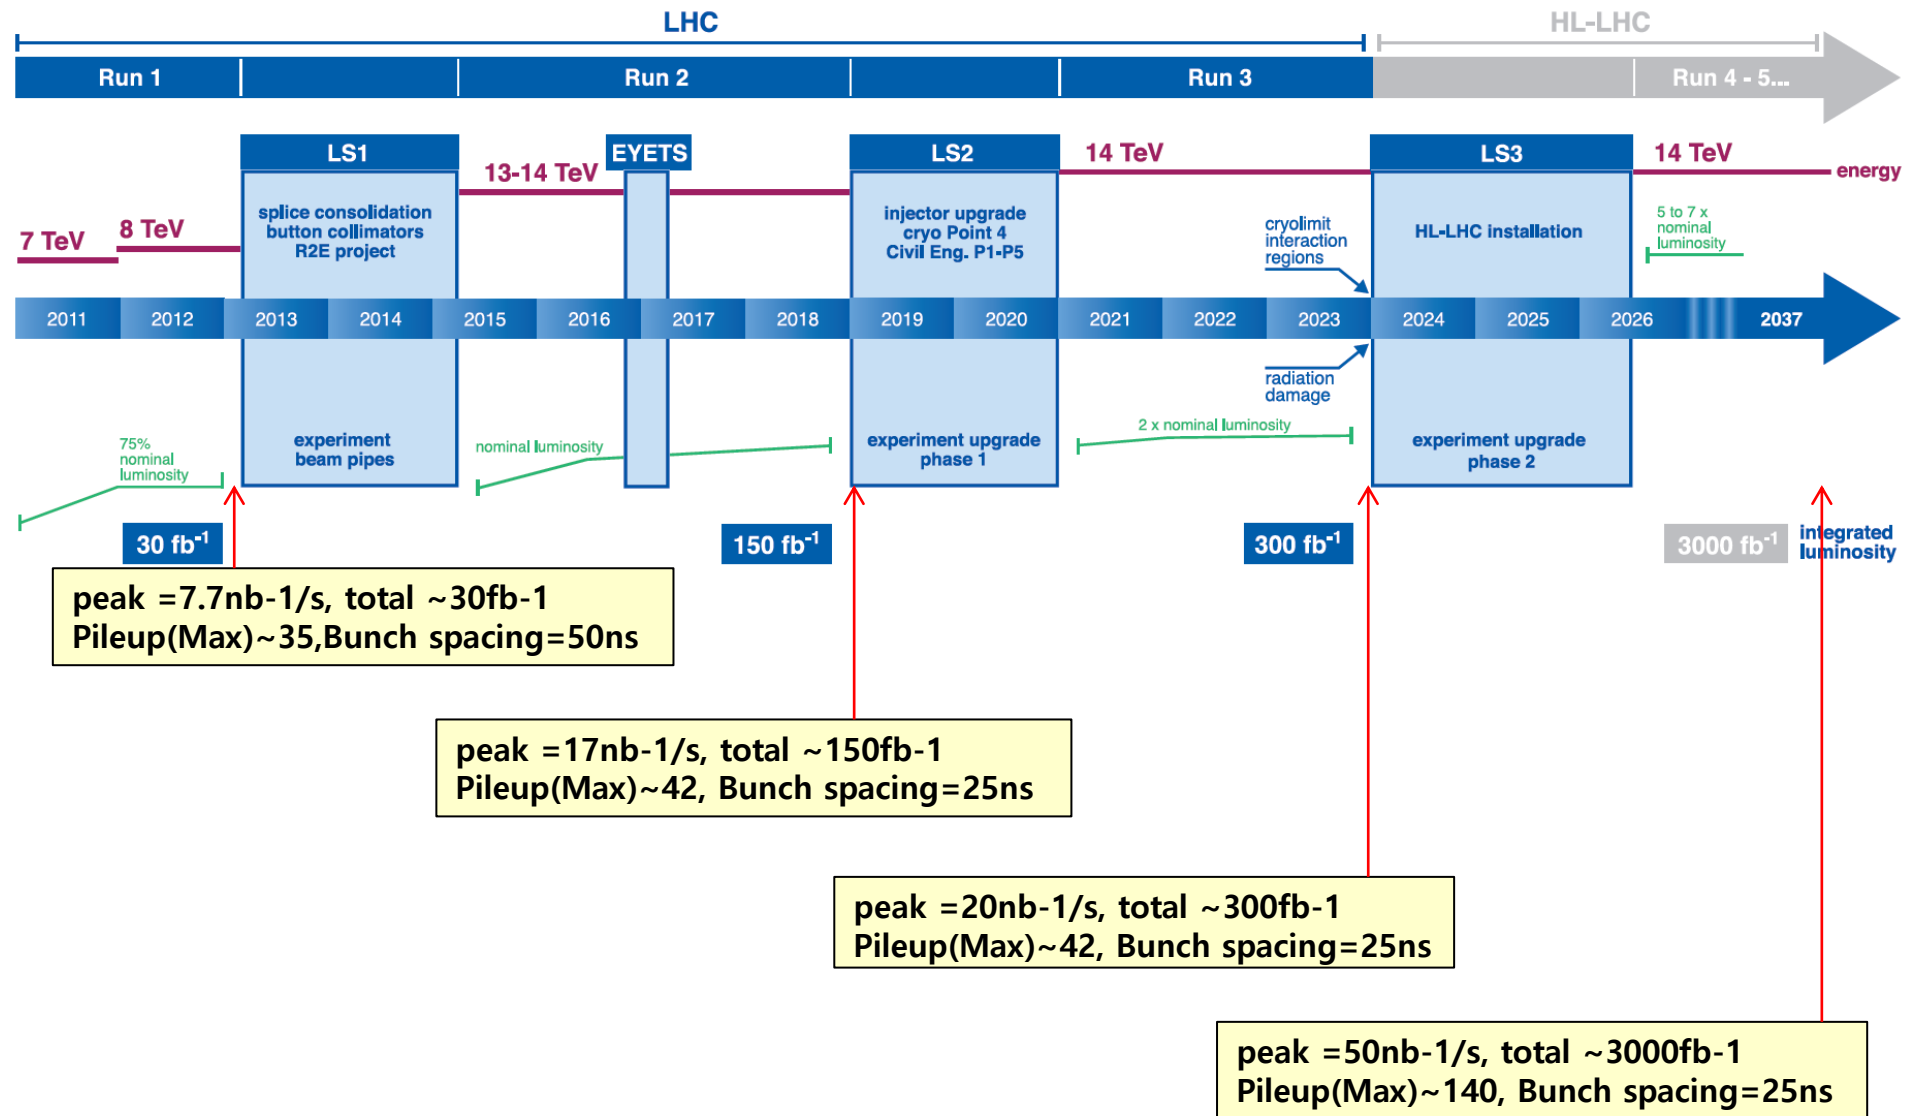 LHC
HL-LHC
Run 1
Run 2
Run 3
Run 4 - 5...
LS1
EYETS
LS2
LS3
14 TeV
14 TeV
13-14 TeV
energy
7 TeV
8 TeV
splice consolidation
button collimators
R2E project
injector upgrade
cryo Point 4
Civil Eng. P1-P5
cryolimit
interaction
regions
HL-LHC installation
5 to 7 x
nominal
luminosity
2011 2012 2013 2014 2015 2016 2017 2018 2019 2020 2021 2022 2023 2024 2025 2026 2037
radiation
damage
75%
nominal
luminosity
experiment
beam pipes
nominal luminosity
experiment upgrade
phase 1
2 x nominal luminosity
experiment upgrade
phase 2
30 fb⁻¹
150 fb⁻¹
300 fb⁻¹
3000 fb⁻¹
integrated
luminosity
peak =7.7nb-1/s, total ~30fb-1
Pileup(Max)~35,Bunch spacing=50ns
peak =17nb-1/s, total ~150fb-1
Pileup(Max)~42, Bunch spacing=25ns
peak =20nb-1/s, total ~300fb-1
Pileup(Max)~42, Bunch spacing=25ns
peak =50nb-1/s, total ~3000fb-1
Pileup(Max)~140, Bunch spacing=25ns